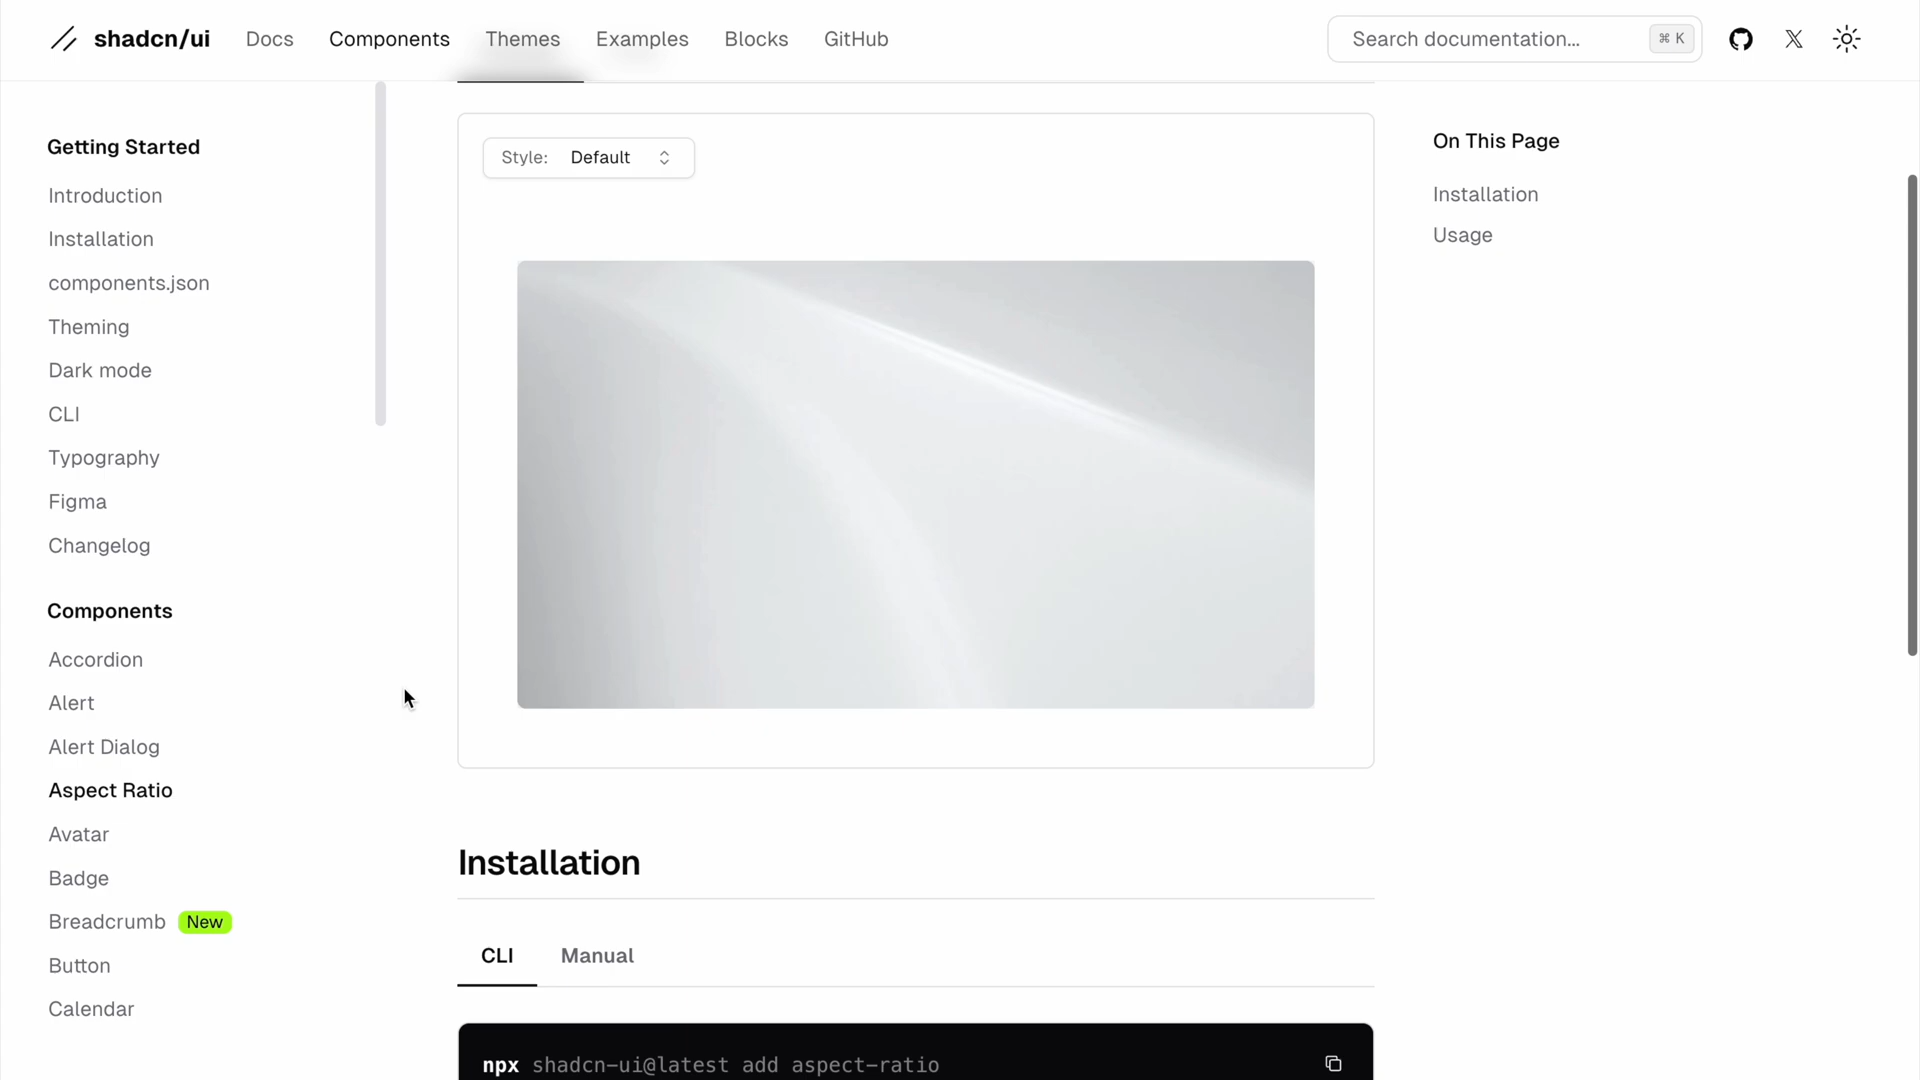 shadcn/ui
Docs
Components
Themes
Examples
Blocks
GitHub
Search documentation...
⌘ K
Getting Started
Introduction
Installation
components.json
Theming
Dark mode
CLI
Typography
Figma
Changelog
Components
Accordion
Alert
Alert Dialog
Aspect Ratio
Avatar
Badge
Breadcrumb New
Button
Calendar
Style: Default
Installation
CLI
Manual
npx shadcn-ui@latest add aspect-ratio
On This Page
Installation
Usage